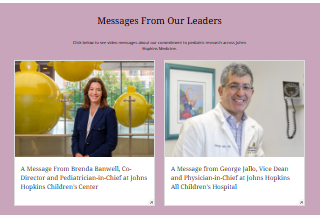 Messages From Our Leaders
Click below to see video messages about our commitment to pediatric research across Johns
Hopkins Medicine.
A Message From Brenda Banwell, Co-
Director and Pediatrician-in-Chief at Johns
Hopkins Children's Center
A Message from George Jallo, Vice Dean
and Physician-in-Chief at Johns Hopkins
All Children's Hospital